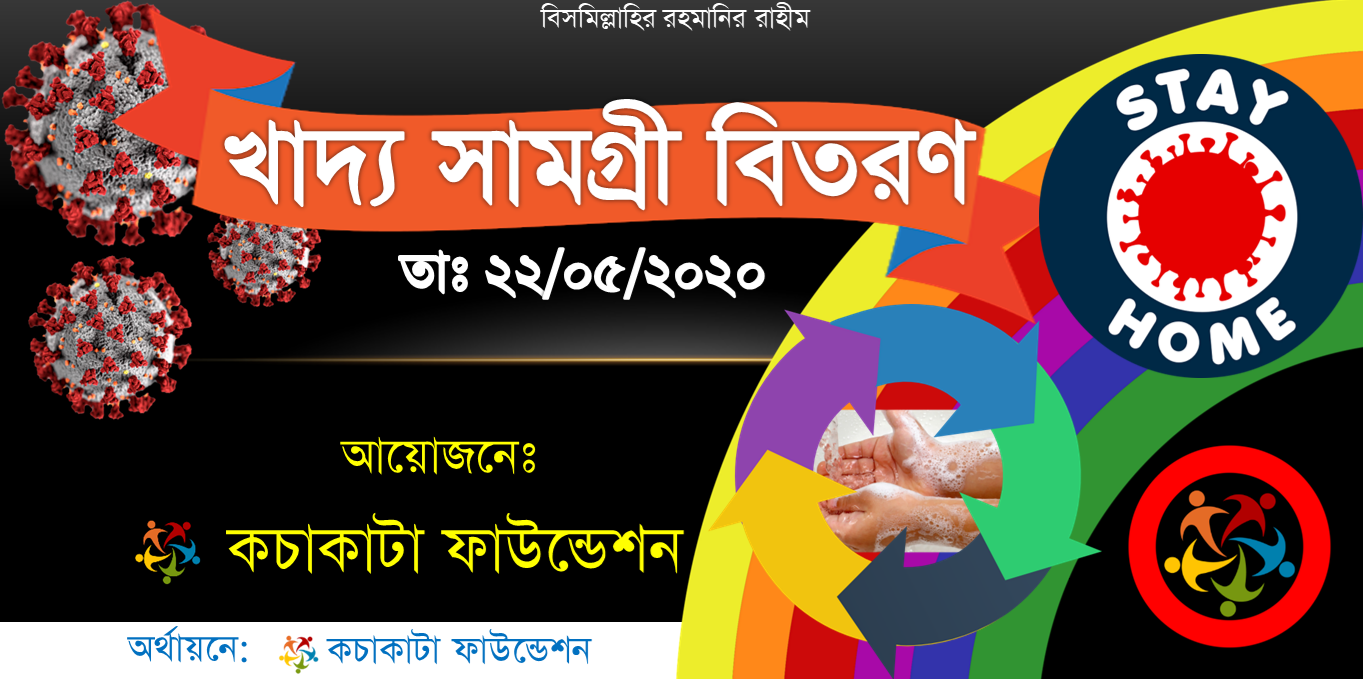 বিসমিল্লাহির রহমানির রাহীম
খাদ্য সামগ্রী বিতরণ
তাঃ ২২/০৫/২০২০
STAY
HOME
আয়োজনেঃ
কচাকাটা ফাউন্ডেশন
অর্থায়নে: কচাকাটা ফাউন্ডেশন